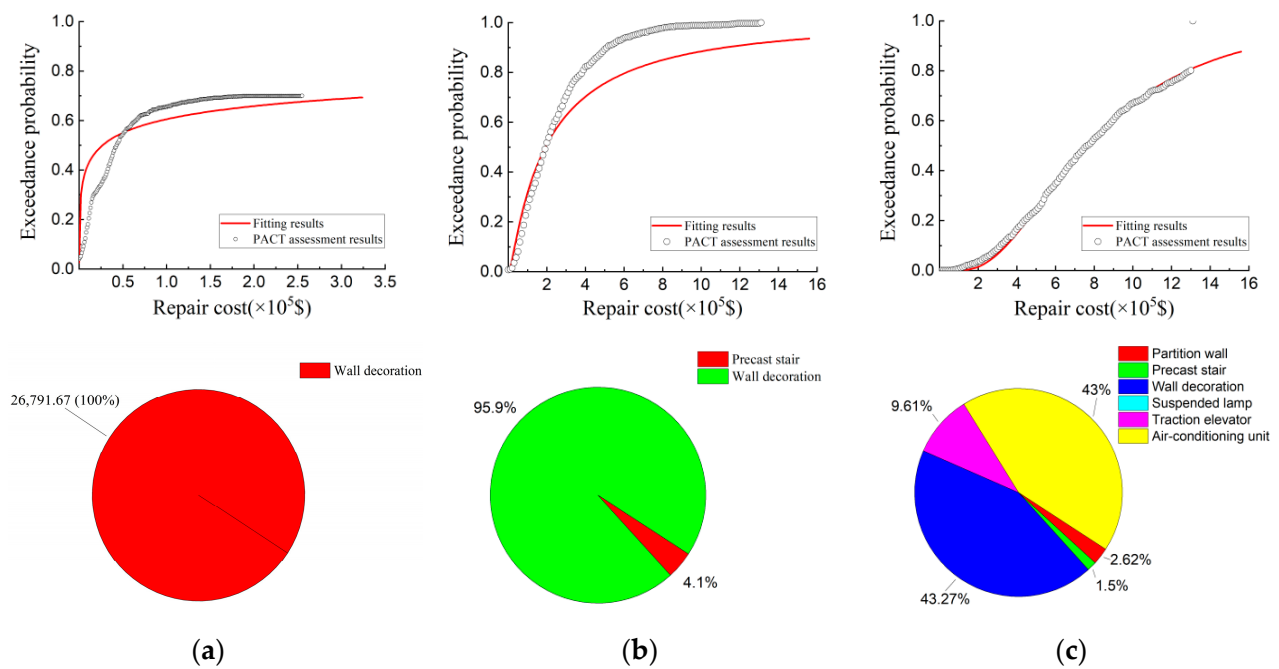 Exceedance probability
1.0
0.8
0.6
0.4
0.2
0.0
Fitting results
PACT assessment results
0.5 1.0 1.5 2.0 2.5 3.0 3.5
Repair cost(×10⁵$)
Exceedance probability
1.0
0.8
0.6
0.4
0.2
0.0
Fitting results
PACT assessment results
2 4 6 8 10 12 14 16
Repair cost(×10⁵$)
Exceedance probability
1.0
0.8
0.6
0.4
0.2
0.0
Fitting results
PACT assessment results
2 4 6 8 10 12 14 16
Repair cost(×10⁵$)
Wall decoration
26,791.67 (100%)
Precast stair
Wall decoration
95.9%
4.1%
Partition wall
Precast stair
Wall decoration
Suspended lamp
Traction elevator
Air-conditioning unit
43%
9.61%
2.62%
1.5%
43.27%
(a)
(b)
(c)